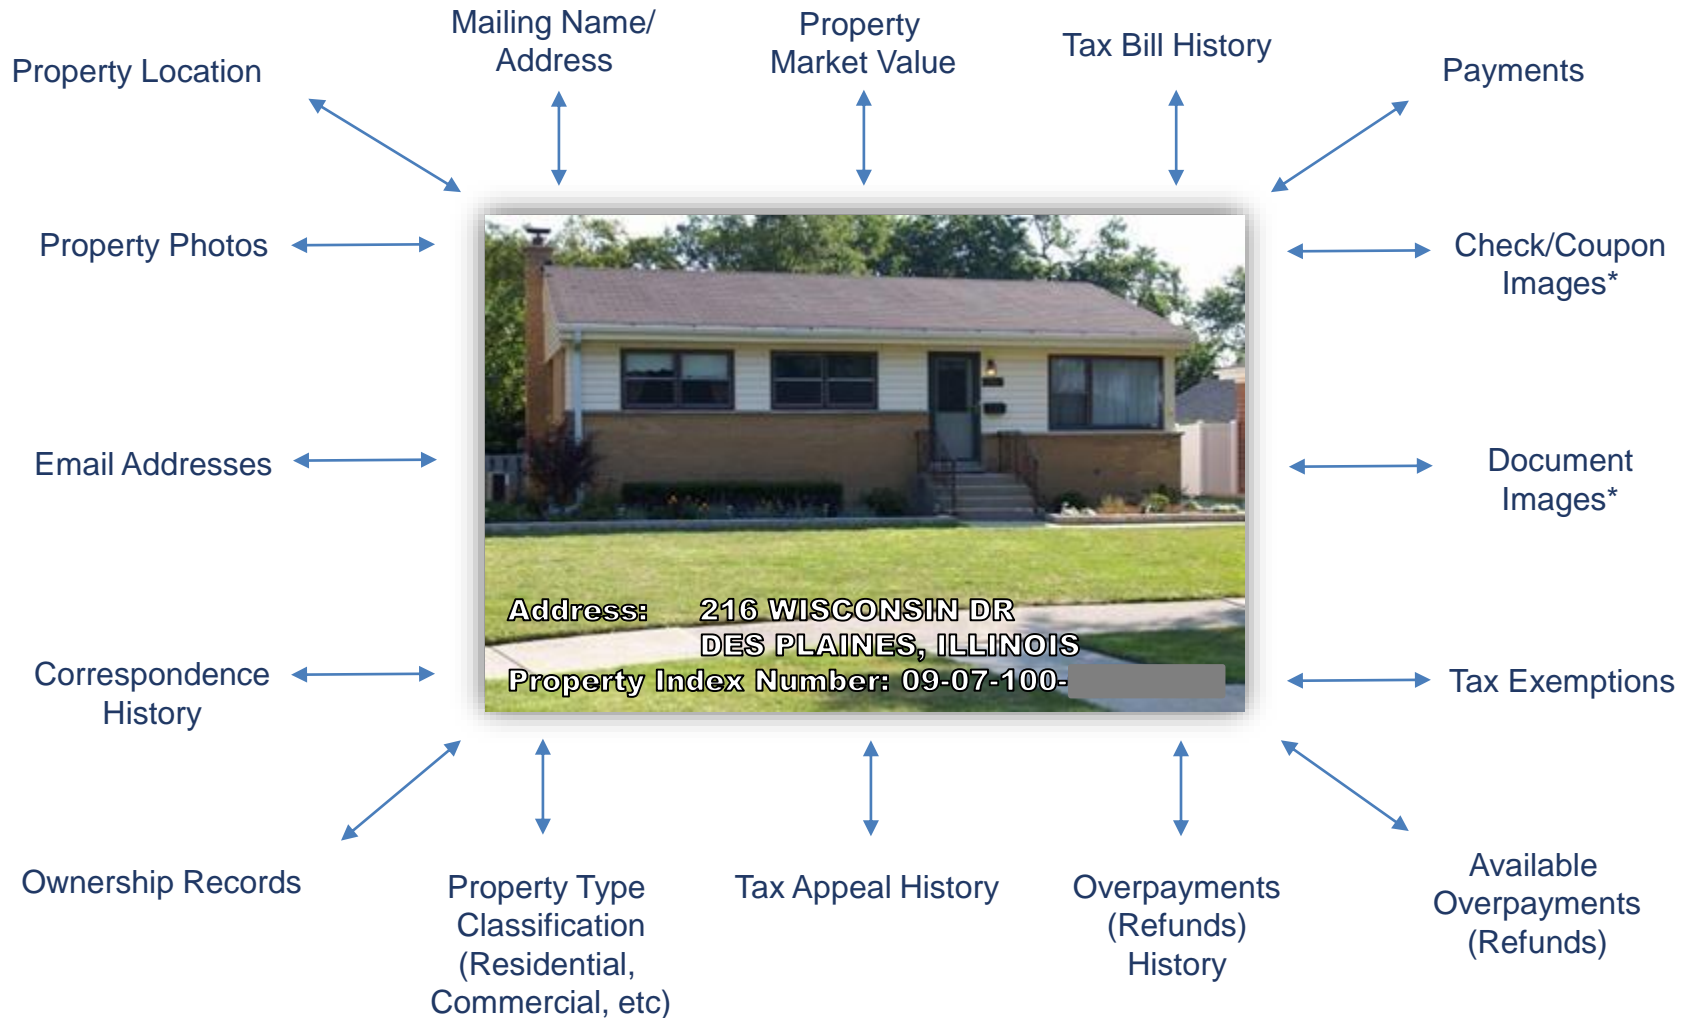 Mailing Name/
Address
Property
Market Value
Tax Bill History
Property Location
Payments
Property Photos
Check/Coupon
Images*
Email Addresses
Document
Images*
Address: 216 WISCONSIN DR
DES PLAINES, ILLINOIS
Property Index Number: 09-07-100-
Correspondence
History
Tax Exemptions
Ownership Records
Property Type
Classification
(Residential,
Commercial, etc)
Tax Appeal History
Overpayments
(Refunds)
History
Available
Overpayments
(Refunds)